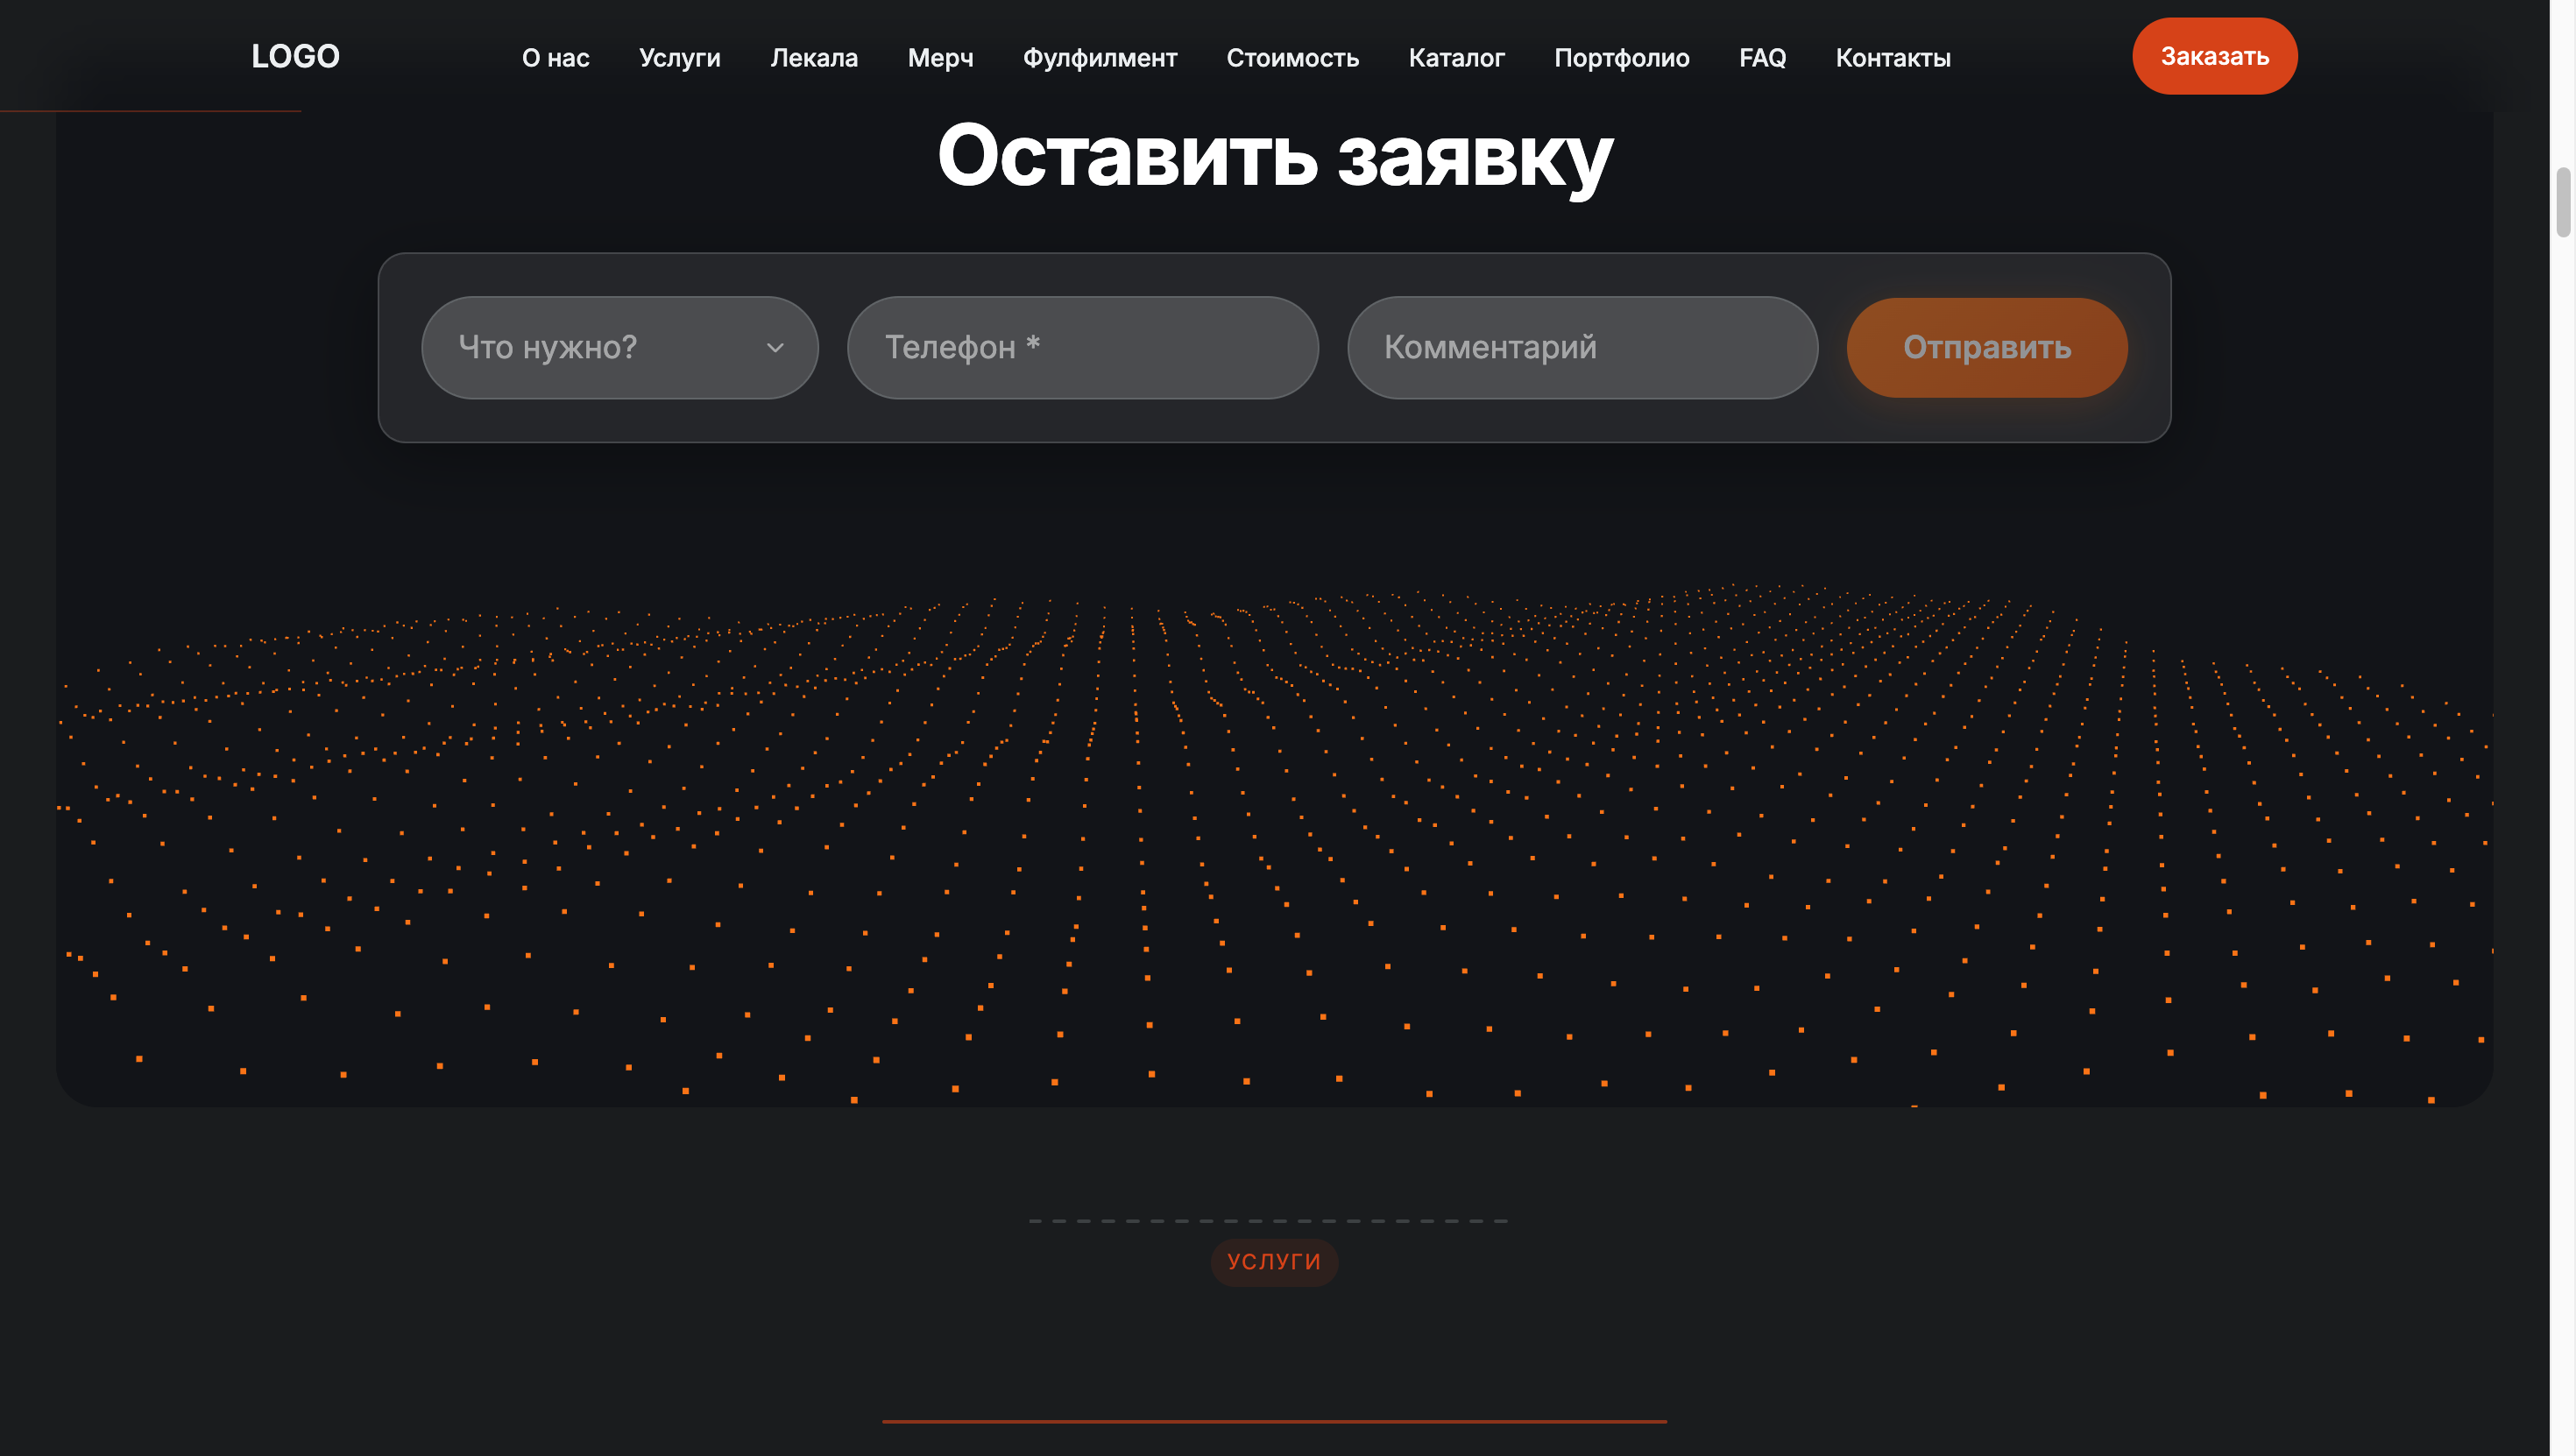 LOGO О нас Услуги Лекала Мерч Фулфилмент Стоимость Каталог Портфолио FAQ Контакты Заказать
Оставить заявку
Что нужно? Телефон * Комментарий Отправить
УСЛУГИ